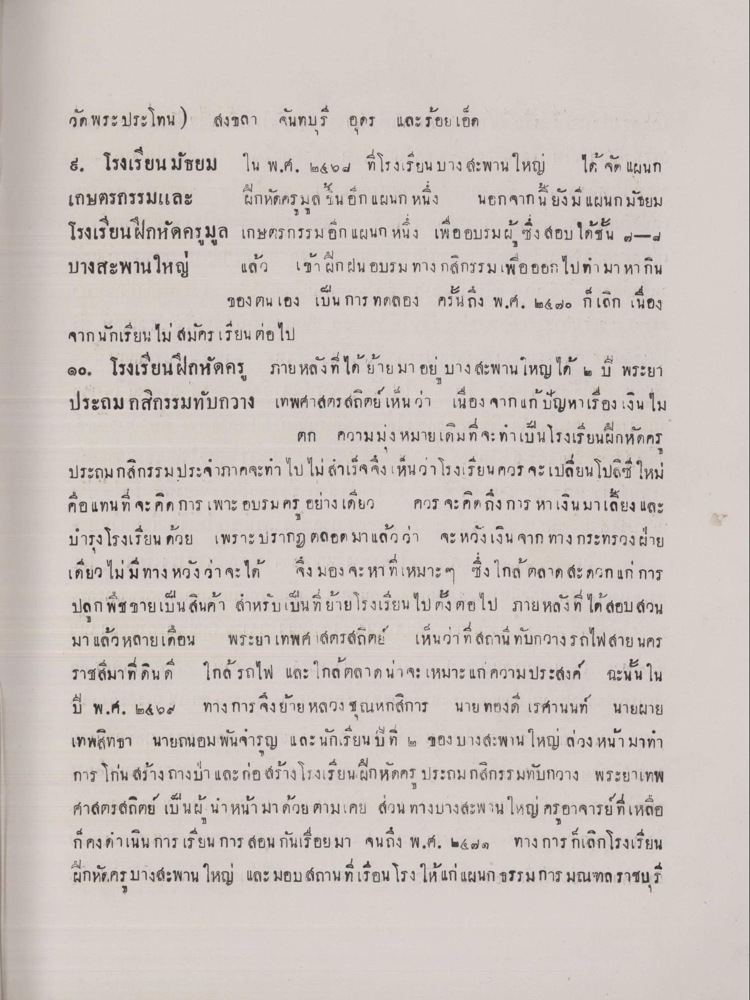 วัดพระประโทน) สงขลา จันทบุรี อุดร และร้อยเอ็ด
๙. โรงเรียนมัธยม ใน พ.ศ. ๒๔๖๘ ที่โรงเรียนบางสะพานใหญ่ ได้จัดแผนก
เกษตรกรรมและ ฝึกหัดครูมูลขึ้นอีกแผนกหนึ่ง นอกจากนี้ยังมีแผนกมัธยม
โรงเรียนฝึกหัดครูมูล เกษตรกรรมอีกแผนกหนึ่ง เพื่ออบรมผู้ซึ่งสอบได้ชั้น ๗—๘
บางสะพานใหญ่ แล้ว เข้าฝึกฝนอบรมทางกสิกรรมเพื่อออกไปทำมาหากิน
ของตนเอง เป็นการทดลอง ครั้นถึง พ.ศ. ๒๔๗๐ ก็เลิก เนื่อง
จากนักเรียนไม่สมัครเรียนต่อไป
๑๐. โรงเรียนฝึกหัดครู ภายหลังที่ได้ย้ายมาอยู่บางสะพานใหญ่ได้ ๒ ปี พระยา
ประถมกสิกรรมทับกวาง เทพศาสตรสถิตย์เห็นว่า เนื่องจากแก้ปัญหาเรื่องเงินไม่
ตก ความมุ่งหมายเดิมที่จะทำเป็นโรงเรียนฝึกหัดครู
ประถมกสิกรรมประจำภาคจะทำไปไม่สำเร็จจึงเห็นว่าโรงเรียนควรจะเปลี่ยนโปลิซีใหม่
คือแทนที่จะคิดการเพาะอบรมครูอย่างเดียว ควรจะคิดถึงการหาเงินมาเลี้ยงและ
บำรุงโรงเรียนด้วย เพราะปรากฏตลอดมาแล้วว่า จะหวังเงินจากทางกระทรวงฝ่าย
เดียวไม่มีทางหวังว่าจะได้ จึงมองจะหาที่เหมาะๆ ซึ่งใกล้ตลาดสะดวกแก่การ
ปลูกพืชขายเป็นสินค้า สำหรับเป็นที่ย้ายโรงเรียนไปตั้งต่อไป ภายหลังที่ได้สอบสวน
มาแล้วหลายเดือน พระยาเทพศาสตรสถิตย์ เห็นว่าที่สถานีทับกวางรถไฟสายนคร
ราชสีมาที่ดินดี ใกล้รถไฟ และใกล้ตลาดน่าจะเหมาะแก่ความประสงค์ ฉะนั้นใน
ปี พ.ศ. ๒๔๖๙ ทางการจึงย้ายหลวงชุณหกสิการ นายทองดี เรศานนท์ นายผาย
เทพสิทธา นายถนอมพันจำรูญ และนักเรียนปีที่ ๒ ของบางสะพานใหญ่ล่วงหน้ามาทำ
การโก่นสร้างถางป่าและก่อสร้างโรงเรียนฝึกหัดครูประถมกสิกรรมทับกวาง พระยาเทพ
ศาสตรสถิตย์เป็นผู้นำหน้ามาด้วยตามเคย ส่วนทางบางสะพานใหญ่ครูอาจารย์ที่เหลือ
ก็คงดำเนินการเรียนการสอนกันเรื่อยมา จนถึง พ.ศ. ๒๔๗๑ ทางการก็เลิกโรงเรียน
ฝึกหัดครูบางสะพานใหญ่ และมอบสถานที่เรือนโรงให้แก่แผนกธรรมการมณฑลราชบุรี